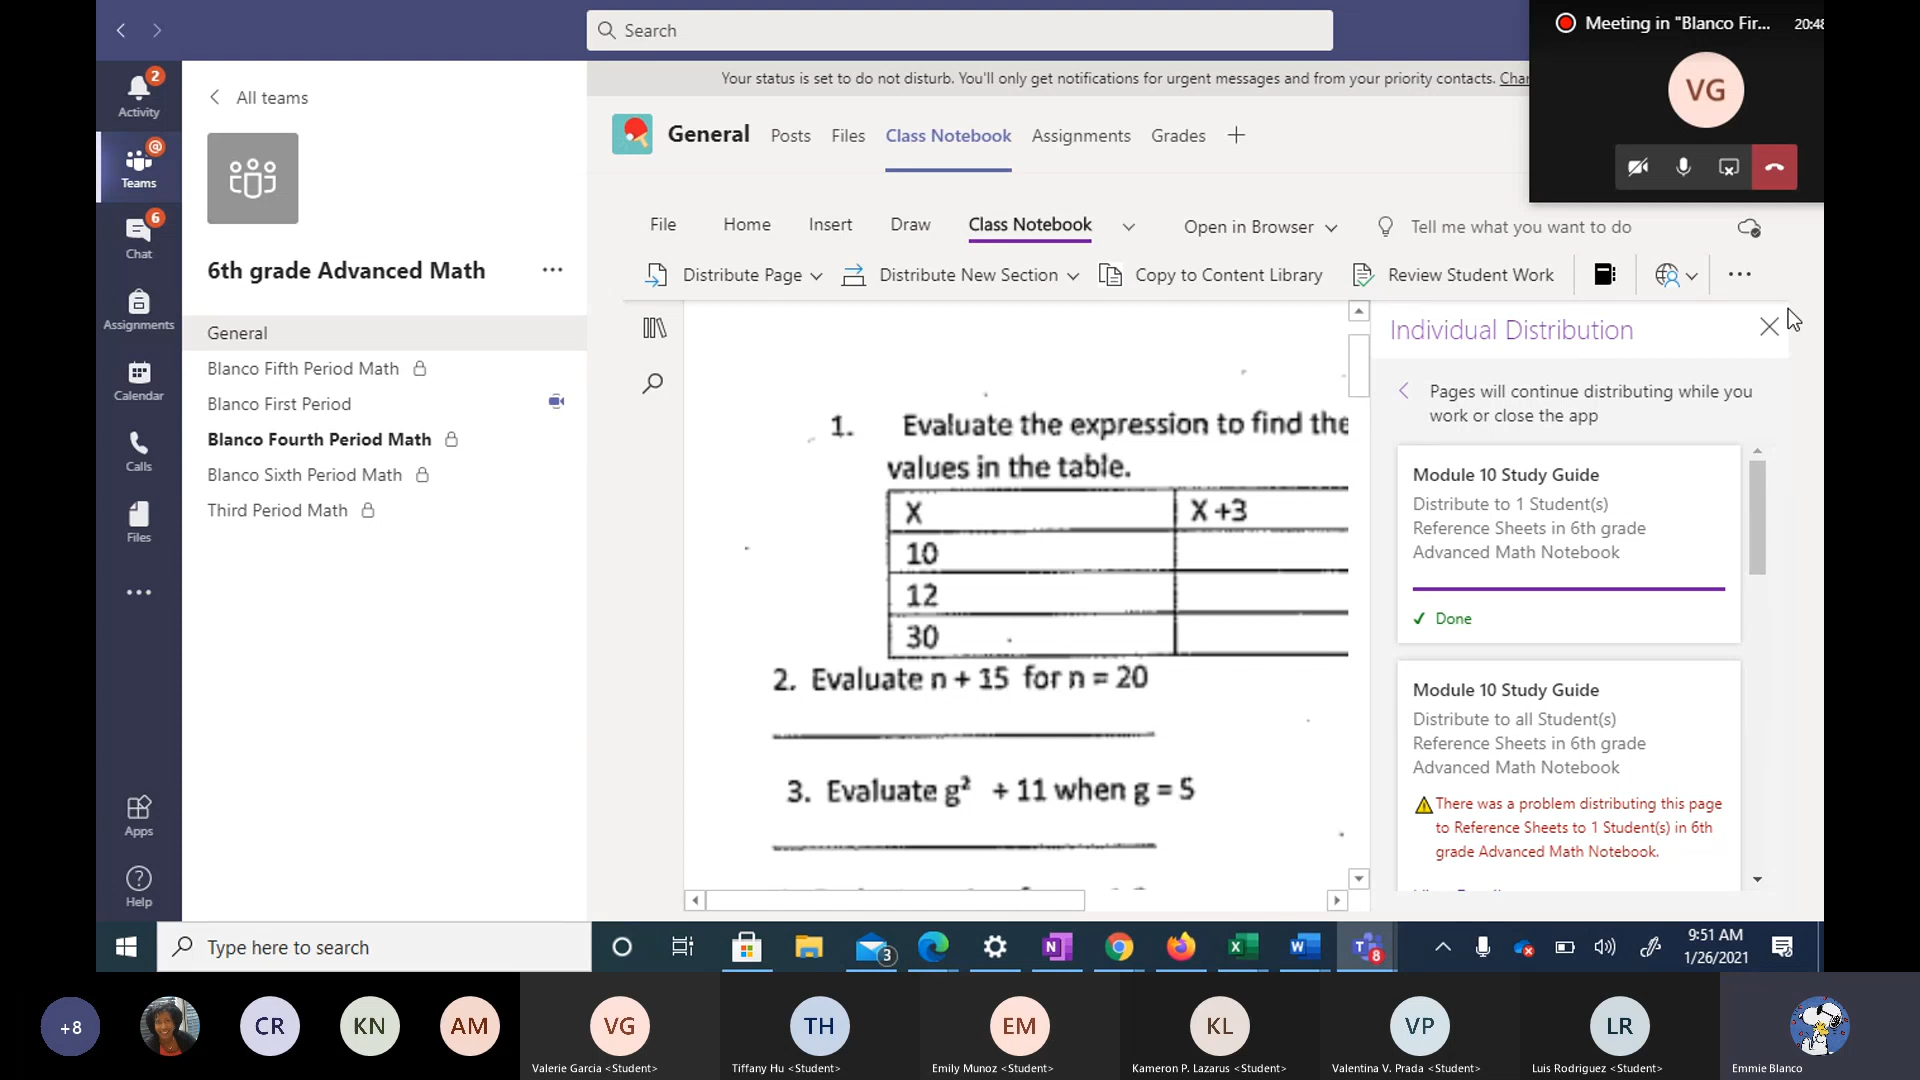 Search
Meeting in "Blanco Fir...
20:48
VG
Your status is set to do not disturb. You'll only get notifications for urgent messages and from your priority contacts.
2
Activity
Teams
6
Chat
Assignments
Calendar
Calls
Files
Apps
Help
All teams
6th grade Advanced Math
General
Blanco Fifth Period Math
Blanco First Period
Blanco Fourth Period Math
Blanco Sixth Period Math
Third Period Math
General
Posts
Files
Class Notebook
Assignments
Grades
File
Home
Insert
Draw
Class Notebook
Open in Browser
Tell me what you want to do
Distribute Page
Distribute New Section
Copy to Content Library
Review Student Work
1. Evaluate the expression to find the
values in the table.
X
X +3
10
12
30
2. Evaluate n + 15 for n = 20
3. Evaluate g² + 11 when g = 5
Individual Distribution
Pages will continue distributing while you
work or close the app
Module 10 Study Guide
Distribute to 1 Student(s)
Reference Sheets in 6th grade
Advanced Math Notebook
Done
Module 10 Study Guide
Distribute to all Student(s)
Reference Sheets in 6th grade
Advanced Math Notebook
There was a problem distributing this page
to Reference Sheets to 1 Student(s) in 6th
grade Advanced Math Notebook.
Type here to search
3
8
9:51 AM
1/26/2021
+8
CR
KN
AM
VG
TH
EM
KL
VP
LR
Valerie Garcia <Student>
Tiffany Hu <Student>
Emily Munoz <Student>
Kameron P. Lazarus <Student>
Valentina V. Prada <Student>
Luis Rodriguez <Student>
Emmie Blanco